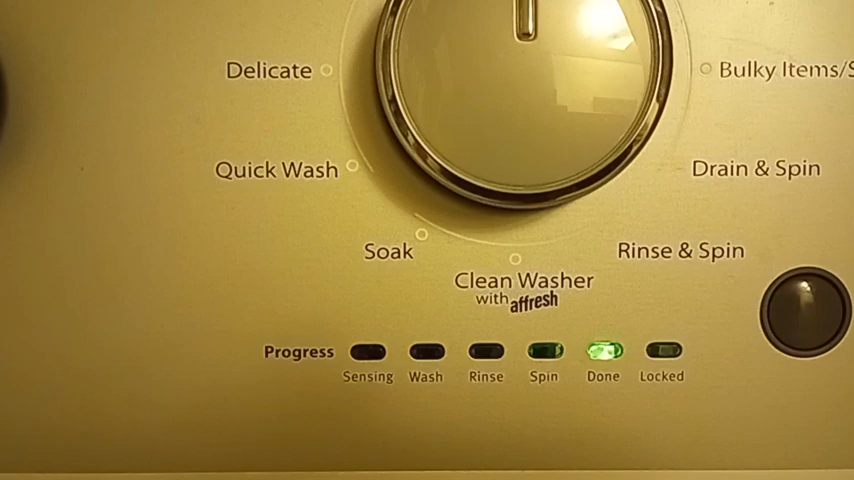 Delicate
Bulky Items/S
Quick Wash
Drain & Spin
Soak
Rinse & Spin
Clean Washer
with affresh
Progress
Sensing
Wash
Rinse
Spin
Done
Locked